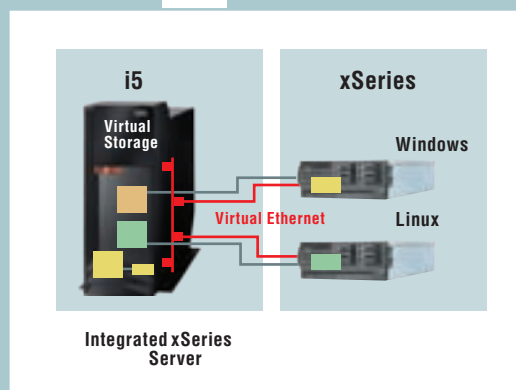 i5
xSeries
Virtual
Storage
Windows
Virtual Ethernet
Linux
Integrated xSeries
Server